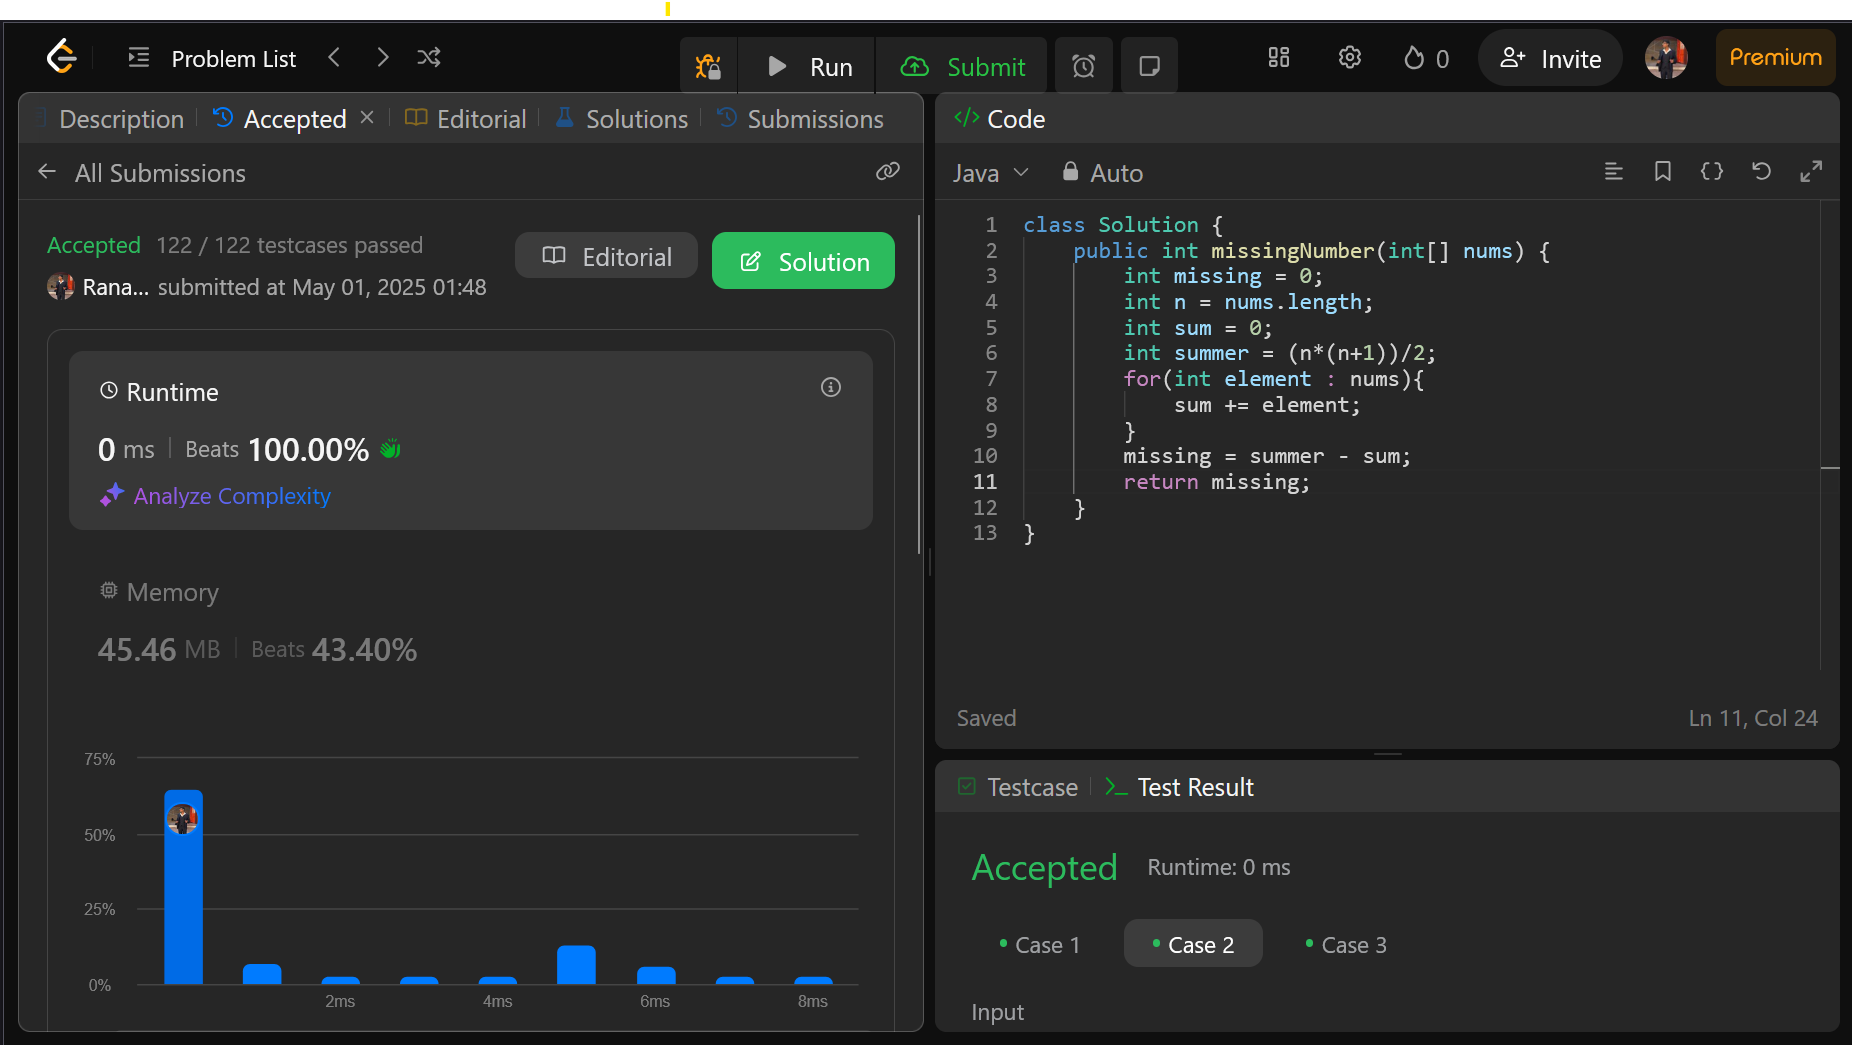 Problem List
Run
Submit
0
Invite
Premium
Description
Accepted
Editorial
Solutions
Submissions
All Submissions
Accepted 122 / 122 testcases passed
Rana... submitted at May 01, 2025 01:48
Editorial
Solution
Runtime
0 ms Beats 100.00%
Analyze Complexity
Memory
45.46 MB Beats 43.40%
75%
50%
25%
0%
2ms 4ms 6ms 8ms
</> Code
Java Auto
1 class Solution {
2 public int missingNumber(int[] nums) {
3 int missing = 0;
4 int n = nums.length;
5 int sum = 0;
6 int summer = (n*(n+1))/2;
7 for(int element : nums){
8 sum += element;
9 }
10 missing = summer - sum;
11 return missing;
12 }
13 }
Saved
Ln 11, Col 24
Testcase
Test Result
Accepted Runtime: 0 ms
Case 1
Case 2
Case 3
Input